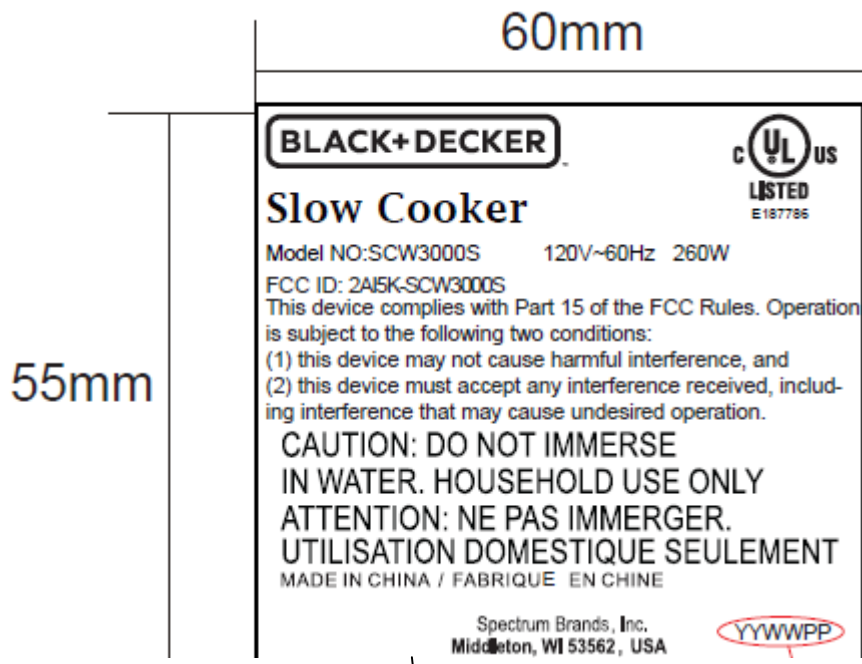 60mm
55mm
BLACK+DECKER™
C UL US
LISTED
E187786
Slow Cooker
Model NO:SCW3000S 120V~60Hz 260W
FCC ID: 2AI5K-SCW3000S
This device complies with Part 15 of the FCC Rules. Operation
is subject to the following two conditions:
(1) this device may not cause harmful interference, and
(2) this device must accept any interference received, includ-
ing interference that may cause undesired operation.
CAUTION: DO NOT IMMERSE
IN WATER. HOUSEHOLD USE ONLY
ATTENTION: NE PAS IMMERGER.
UTILISATION DOMESTIQUE SEULEMENT
MADE IN CHINA / FABRIQUE EN CHINE
Spectrum Brands, Inc.
Middleton, WI 53562, USA
YYWWPP